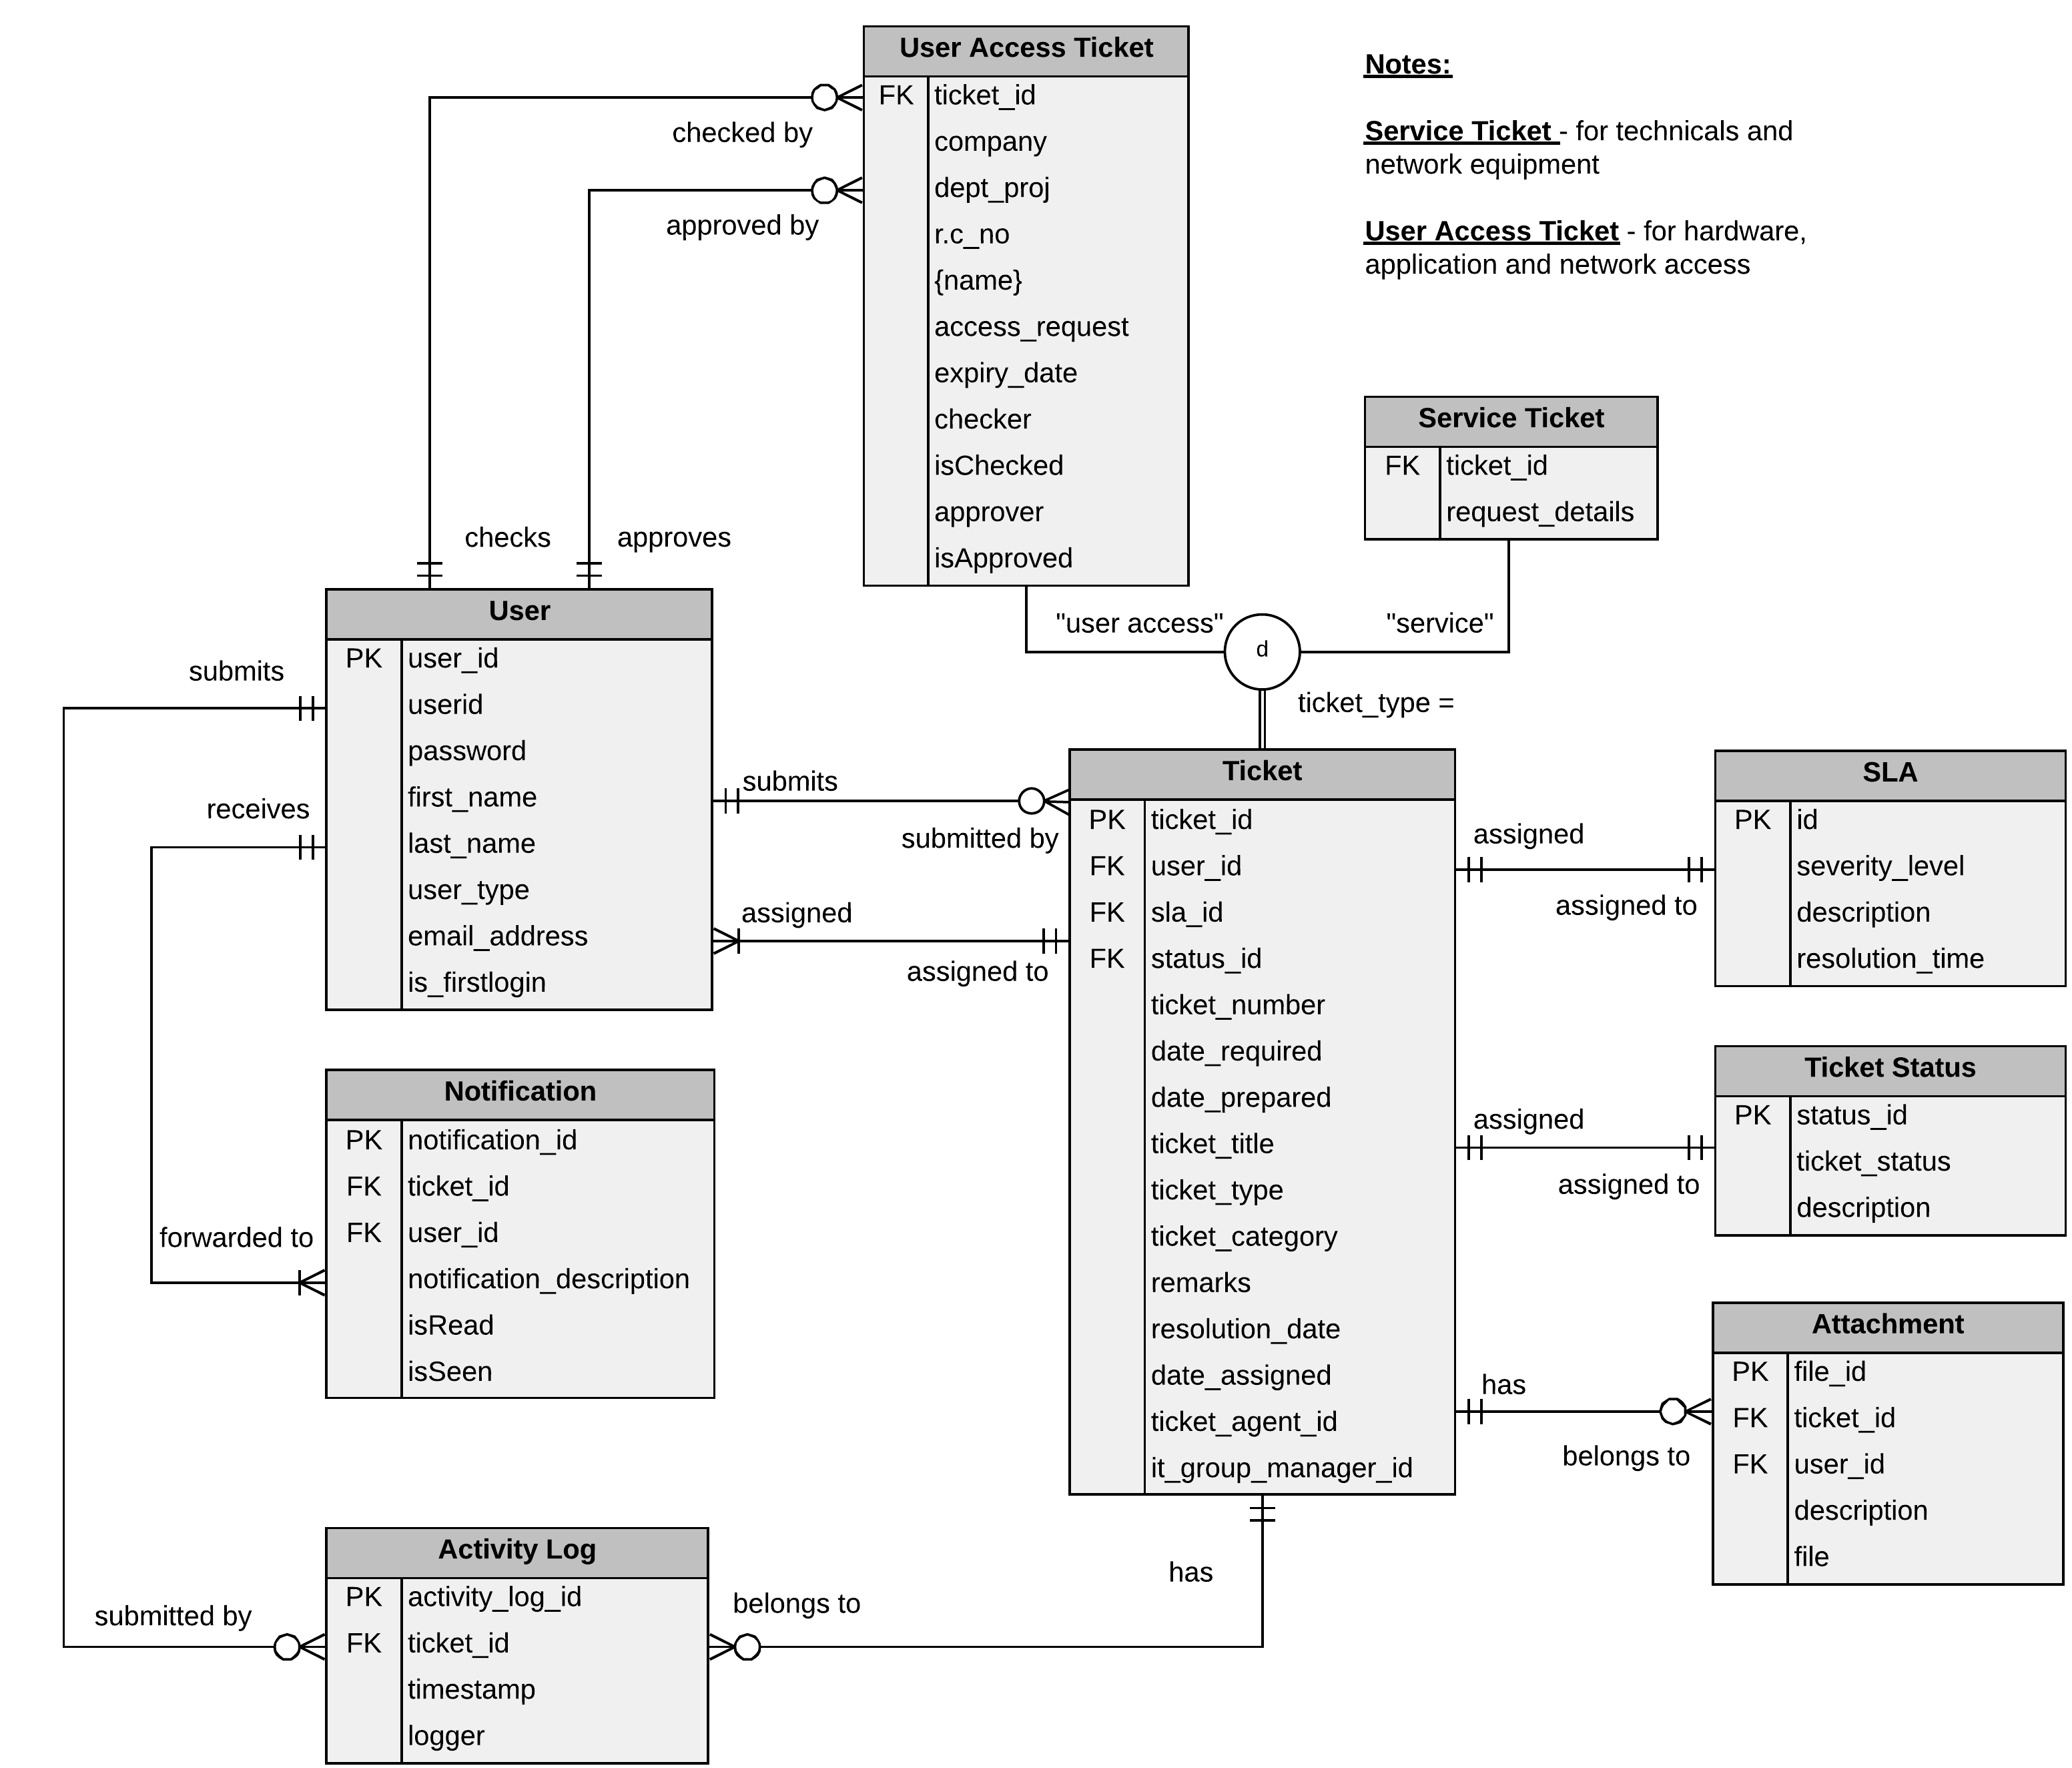 User Access Ticket
FK ticket_id
company
dept_proj
r.c_no
{name}
access_request
expiry_date
checker
isChecked
approver
isApproved
checked by
approved by
checks
approves
Notes:
Service Ticket - for technicals and
network equipment
User Access Ticket - for hardware,
application and network access
Service Ticket
FK ticket_id
request_details
"user access"
d
"service"
ticket_type =
User
PK user_id
userid
password
first_name
last_name
user_type
email_address
is_firstlogin
submits
receives
submits
submitted by
assigned
assigned to
Ticket
PK ticket_id
FK user_id
FK sla_id
FK status_id
ticket_number
date_required
date_prepared
ticket_title
ticket_type
ticket_category
remarks
resolution_date
date_assigned
ticket_agent_id
it_group_manager_id
assigned
assigned to
SLA
PK id
severity_level
description
resolution_time
assigned
assigned to
Ticket Status
PK status_id
ticket_status
description
has
belongs to
Attachment
PK file_id
FK ticket_id
FK user_id
description
file
Notification
PK notification_id
FK ticket_id
FK user_id
notification_description
isRead
isSeen
forwarded to
Activity Log
PK activity_log_id
FK ticket_id
timestamp
logger
submitted by
belongs to
has